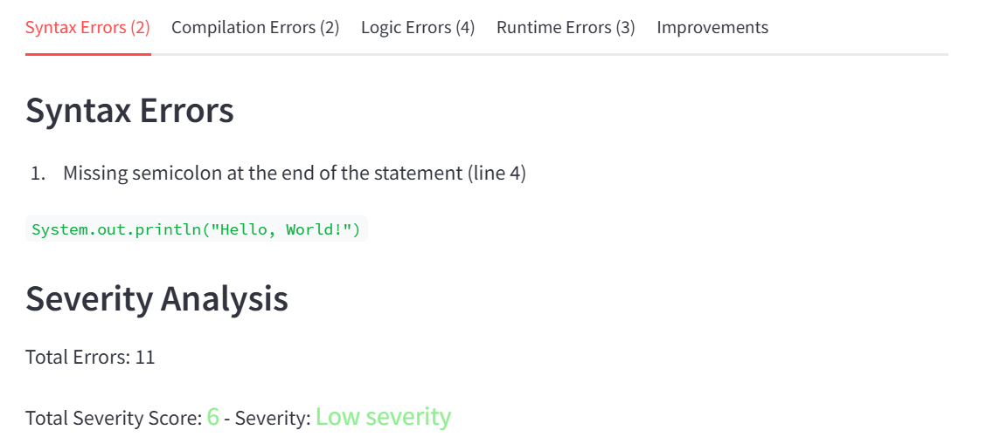 Syntax Errors (2) Compilation Errors (2) Logic Errors (4) Runtime Errors (3) Improvements
Syntax Errors
1. Missing semicolon at the end of the statement (line 4)
System.out.println("Hello, World!")
Severity Analysis
Total Errors: 11
Total Severity Score: 6 - Severity: Low severity